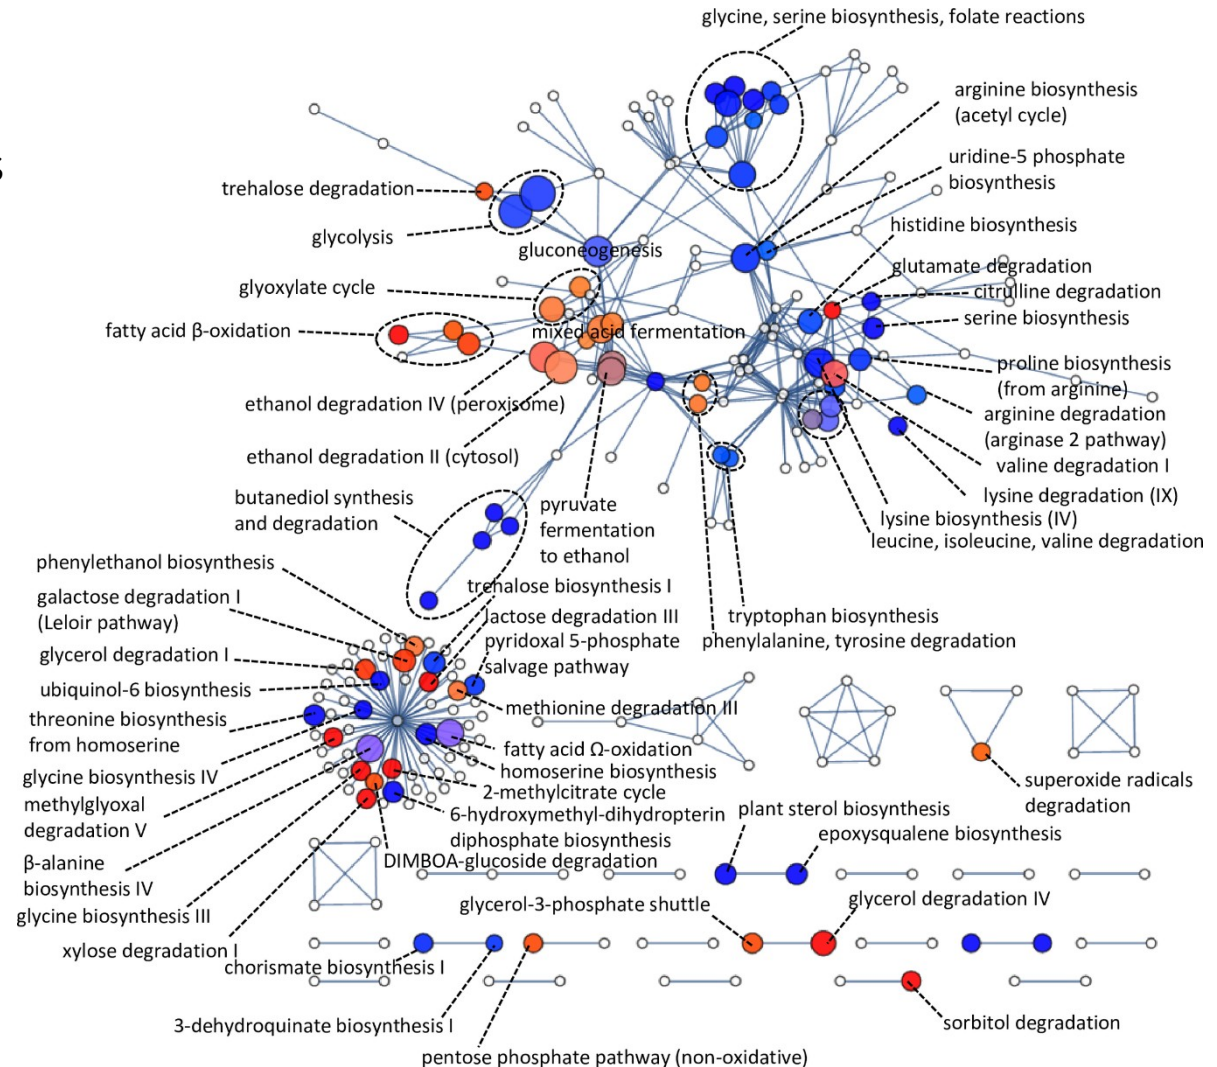 glycine, serine biosynthesis, folate reactions
arginine biosynthesis
(acetyl cycle)
s
uridine-5 phosphate
biosynthesis
trehalose degradation
histidine biosynthesis
glycolysis
gluconeogenesis
glutamate degradation
glyoxylate cycle
citrulline degradation
serine biosynthesis
fatty acid β-oxidation
mixed acid fermentation
proline biosynthesis
(from arginine)
ethanol degradation IV (peroxisome)
arginine degradation
(arginase 2 pathway)
ethanol degradation II (cytosol)
valine degradation I
butanediol synthesis
and degradation
lysine degradation (IX)
pyruvate
fermentation
to ethanol
lysine biosynthesis (IV)
leucine, isoleucine, valine degradation
phenylethanol biosynthesis
trehalose biosynthesis I
galactose degradation I
(Leloir pathway)
lactose degradation III
tryptophan biosynthesis
pyridoxal 5-phosphate
salvage pathway
phenylalanine, tyrosine degradation
glycerol degradation I
ubiquinol-6 biosynthesis
methionine degradation III
threonine biosynthesis
from homoserine
fatty acid Ω-oxidation
homoserine biosynthesis
glycine biosynthesis IV
2-methylcitrate cycle
superoxide radicals
degradation
methylglyoxal
degradation V
6-hydroxymethyl-dihydropterin
diphosphate biosynthesis
plant sterol biosynthesis
epoxysqualene biosynthesis
β-alanine
biosynthesis IV
DIMBOA-glucoside degradation
glycine biosynthesis III
glycerol-3-phosphate shuttle
glycerol degradation IV
xylose degradation I
chorismate biosynthesis I
3-dehydroquinate biosynthesis I
sorbitol degradation
pentose phosphate pathway (non-oxidative)